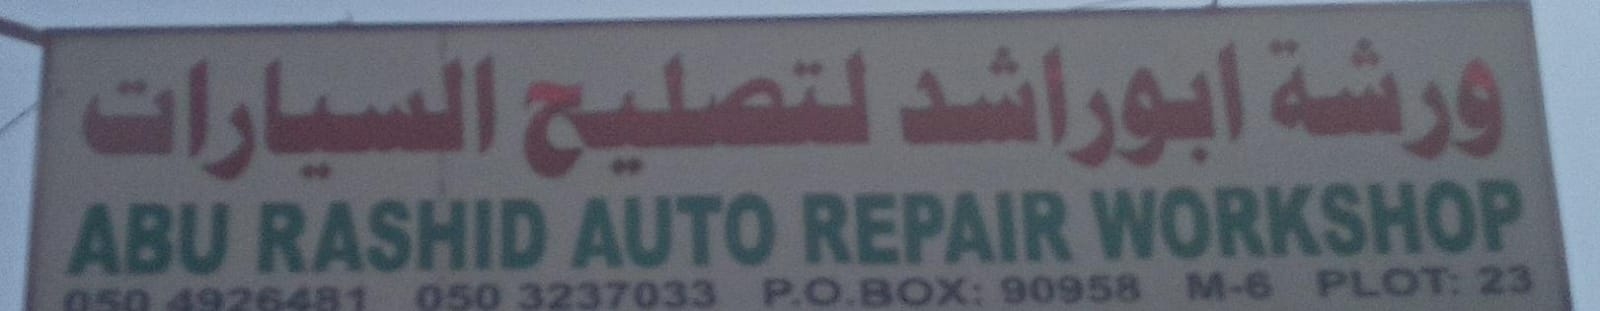 ورشة ابوراشد لتصليح السيارات
ABU RASHID AUTO REPAIR WORKSHOP
050 4926481 050 3237033 P.O.BOX: 90958 M-6 PLOT: 23